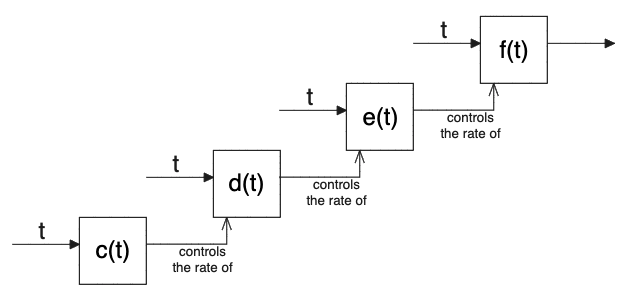 t
f(t)
t
e(t)
controls
the rate of
t
d(t)
controls
the rate of
t
c(t)
controls
the rate of